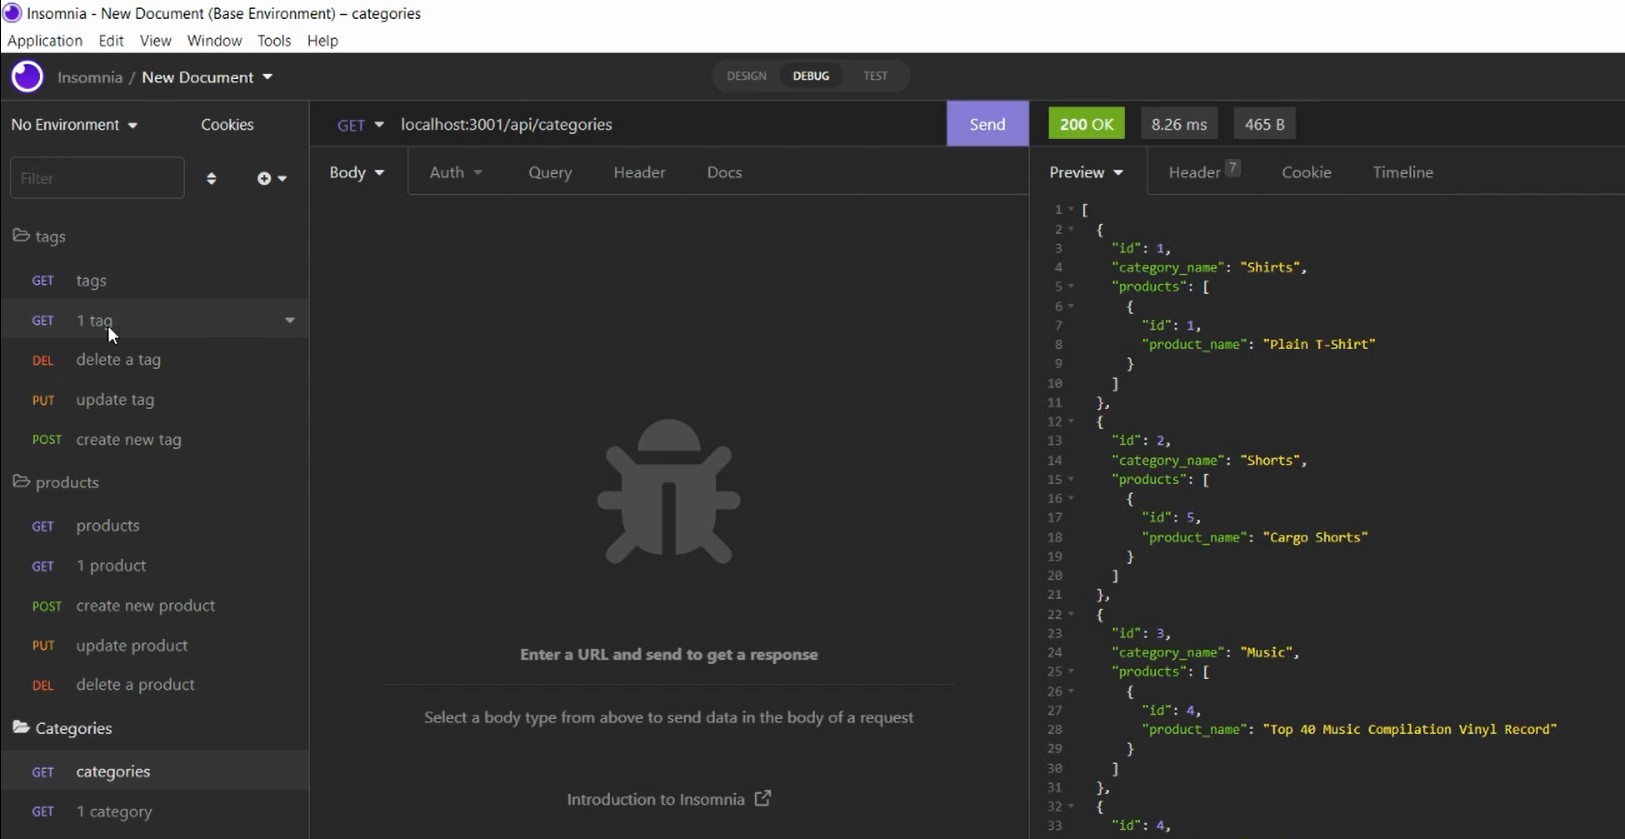 Insomnia - New Document (Base Environment) – categories
Application Edit View Window Tools Help
Insomnia / New Document
DESIGN DEBUG TEST
No Environment Cookies
GET localhost:3001/api/categories Send
200 OK 8.26 ms 465 B
Filter
Body Auth Query Header Docs
Preview Header 7 Cookie Timeline
tags
GET tags
GET 1 tag
DEL delete a tag
PUT update tag
POST create new tag
products
GET products
GET 1 product
POST create new product
PUT update product
DEL delete a product
Categories
GET categories
GET 1 category
Enter a URL and send to get a response
Select a body type from above to send data in the body of a request
Introduction to Insomnia
1 [
2 {
3 "id": 1,
4 "category_name": "Shirts",
5 "products": [
6 {
7 "id": 1,
8 "product_name": "Plain T-Shirt"
9 }
10 ]
11 },
12 {
13 "id": 2,
14 "category_name": "Shorts",
15 "products": [
16 {
17 "id": 5,
18 "product_name": "Cargo Shorts"
19 }
20 ]
21 },
22 {
23 "id": 3,
24 "category_name": "Music",
25 "products": [
26 {
27 "id": 4,
28 "product_name": "Top 40 Music Compilation Vinyl Record"
29 }
30 ]
31 },
32 {
33 "id": 4,